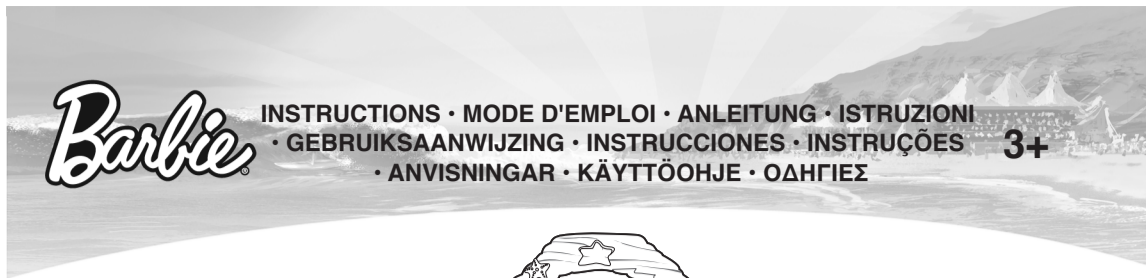 Barbie®
INSTRUCTIONS • MODE D'EMPLOI • ANLEITUNG • ISTRUZIONI
• GEBRUIKSAANWIJZING • INSTRUCCIONES • INSTRUÇÕES
• ANVISNINGAR • KÄYTTÖOHJE • ΟΔΗΓΙΕΣ
3+